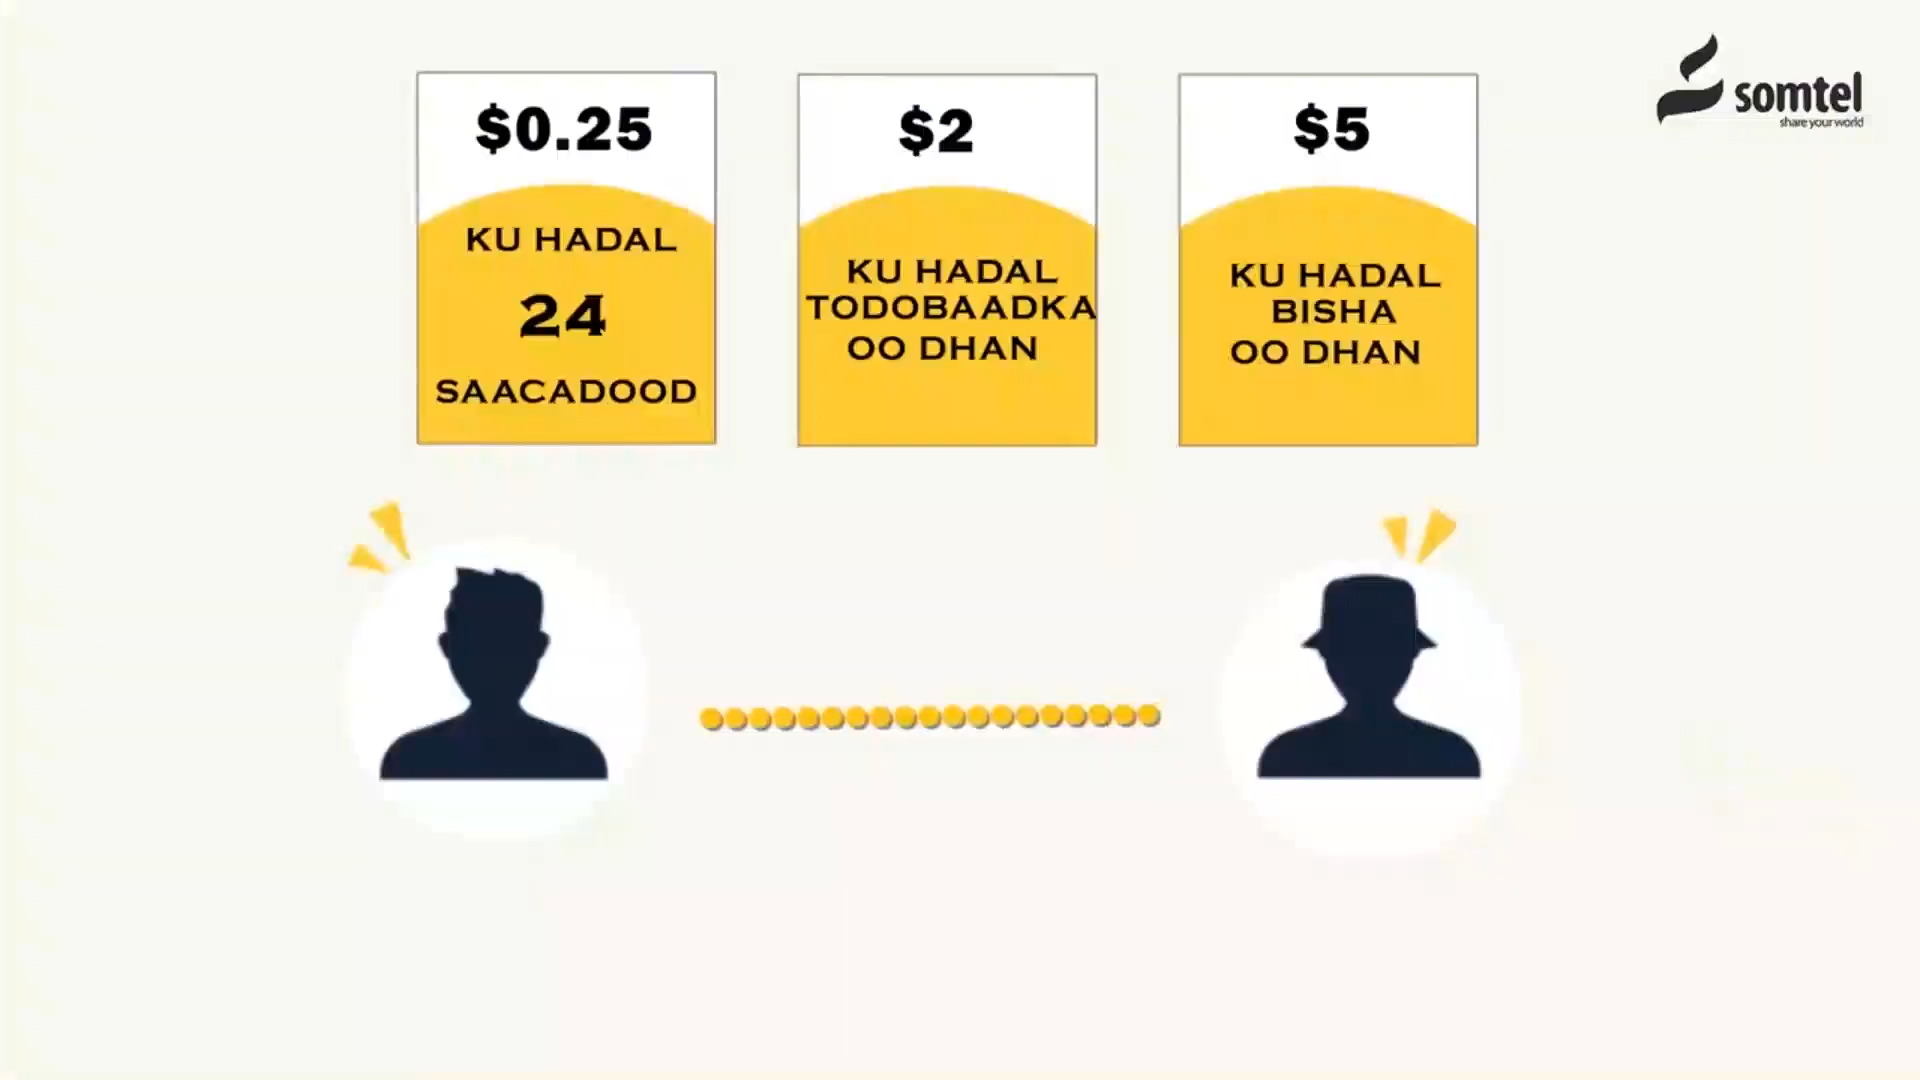 $0.25
KU HADAL
24
SAACADOOD
$2
KU HADAL
TODOBAADKA
OO DHAN
$5
KU HADAL
BISHA
OO DHAN
somtel
share your world